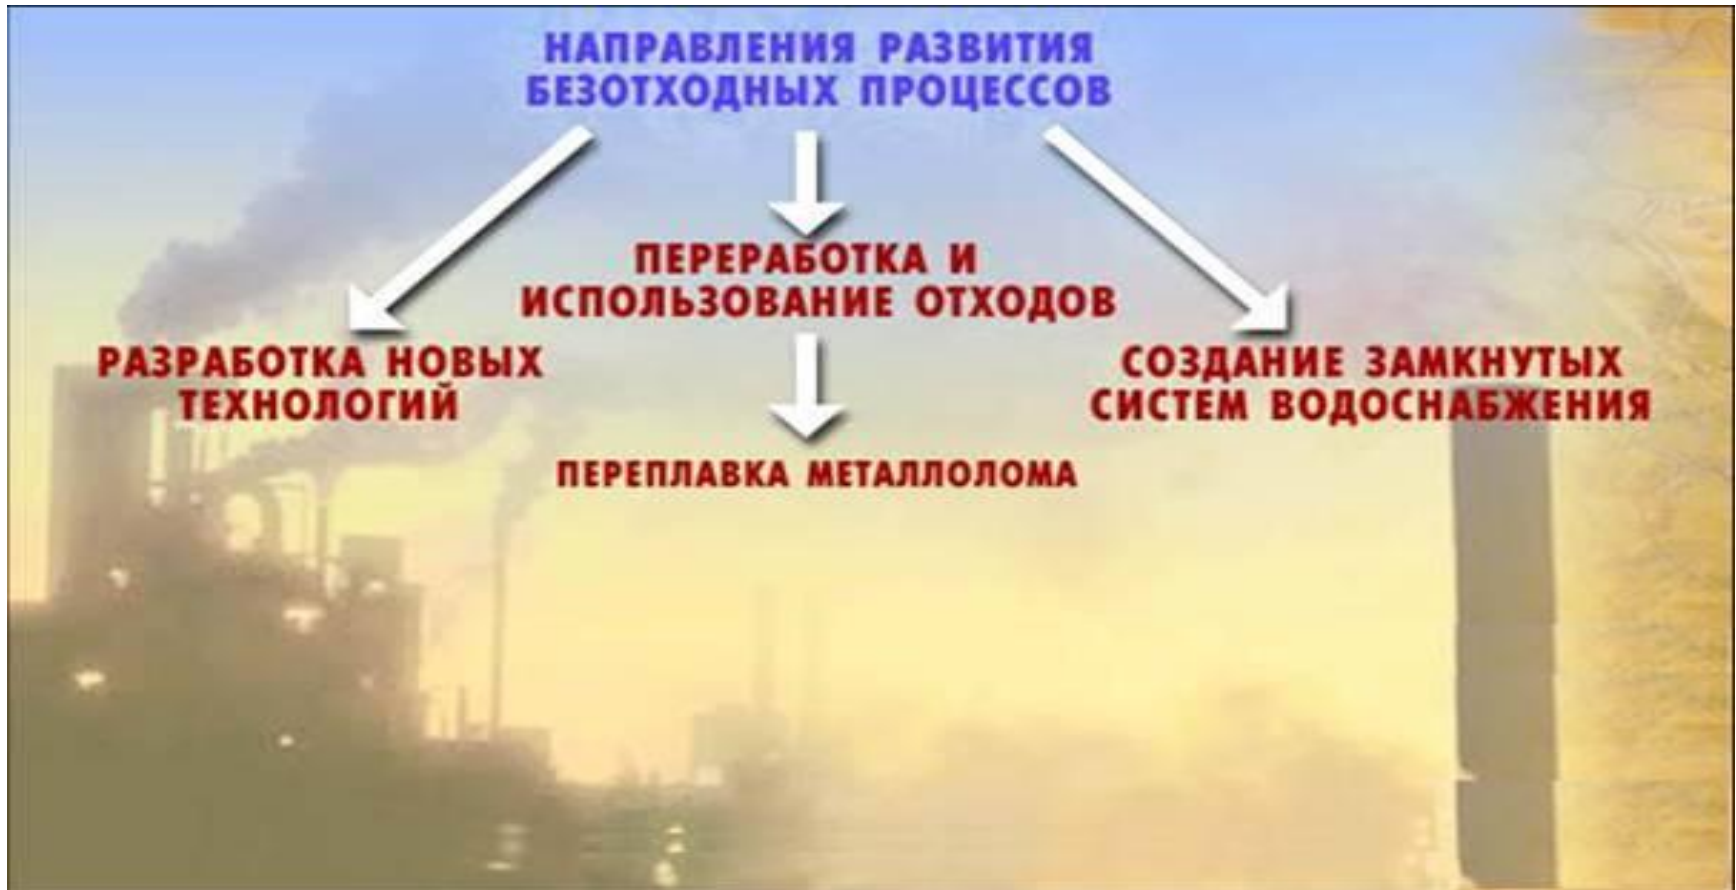 НАПРАВЛЕНИЯ РАЗВИТИЯ
БЕЗОТХОДНЫХ ПРОЦЕССОВ
ПЕРЕРАБОТКА И
ИСПОЛЬЗОВАНИЕ ОТХОДОВ
РАЗРАБОТКА НОВЫХ
ТЕХНОЛОГИЙ
СОЗДАНИЕ ЗАМКНУТЫХ
СИСТЕМ ВОДОСНАБЖЕНИЯ
ПЕРЕПЛАВКА МЕТАЛЛОЛОМА